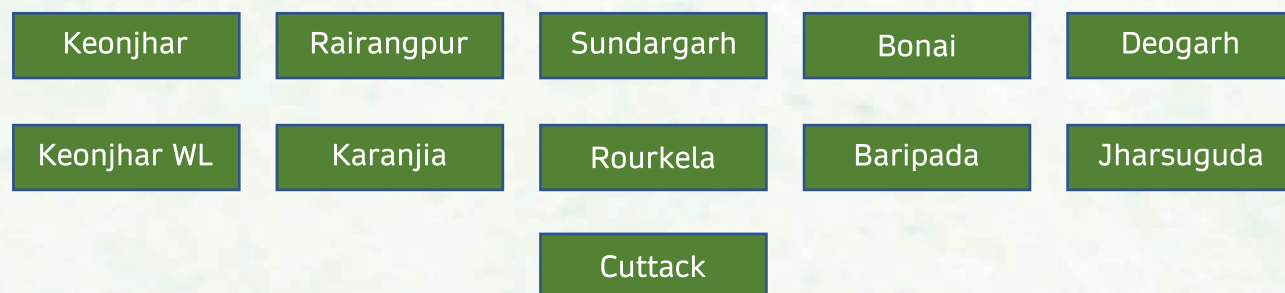 Keonjhar
Rairangpur
Sundargarh
Bonai
Deogarh
Keonjhar WL
Karanjia
Rourkela
Baripada
Jharsuguda
Cuttack